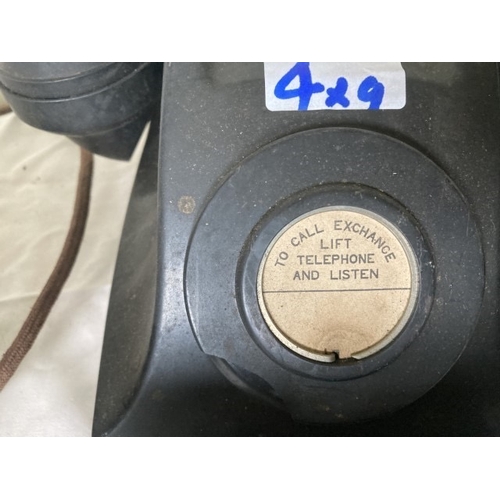 4x9
TO CALL EXCHANGE
LIFT
TELEPHONE
AND LISTEN